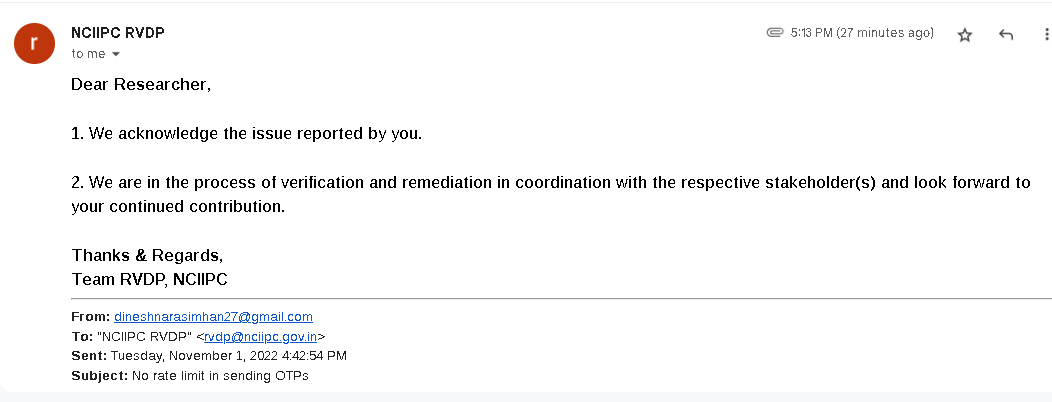 r
NCIIPC RVDP
5:13 PM (27 minutes ago)
to me
Dear Researcher,
1. We acknowledge the issue reported by you.
2. We are in the process of verification and remediation in coordination with the respective stakeholder(s) and look forward to
your continued contribution.
Thanks & Regards,
Team RVDP, NCIIPC
From: dineshnarasimhan27@gmail.com
To: "NCIIPC RVDP" <rvdp@nciipc.gov.in>
Sent: Tuesday, November 1, 2022 4:42:54 PM
Subject: No rate limit in sending OTPs